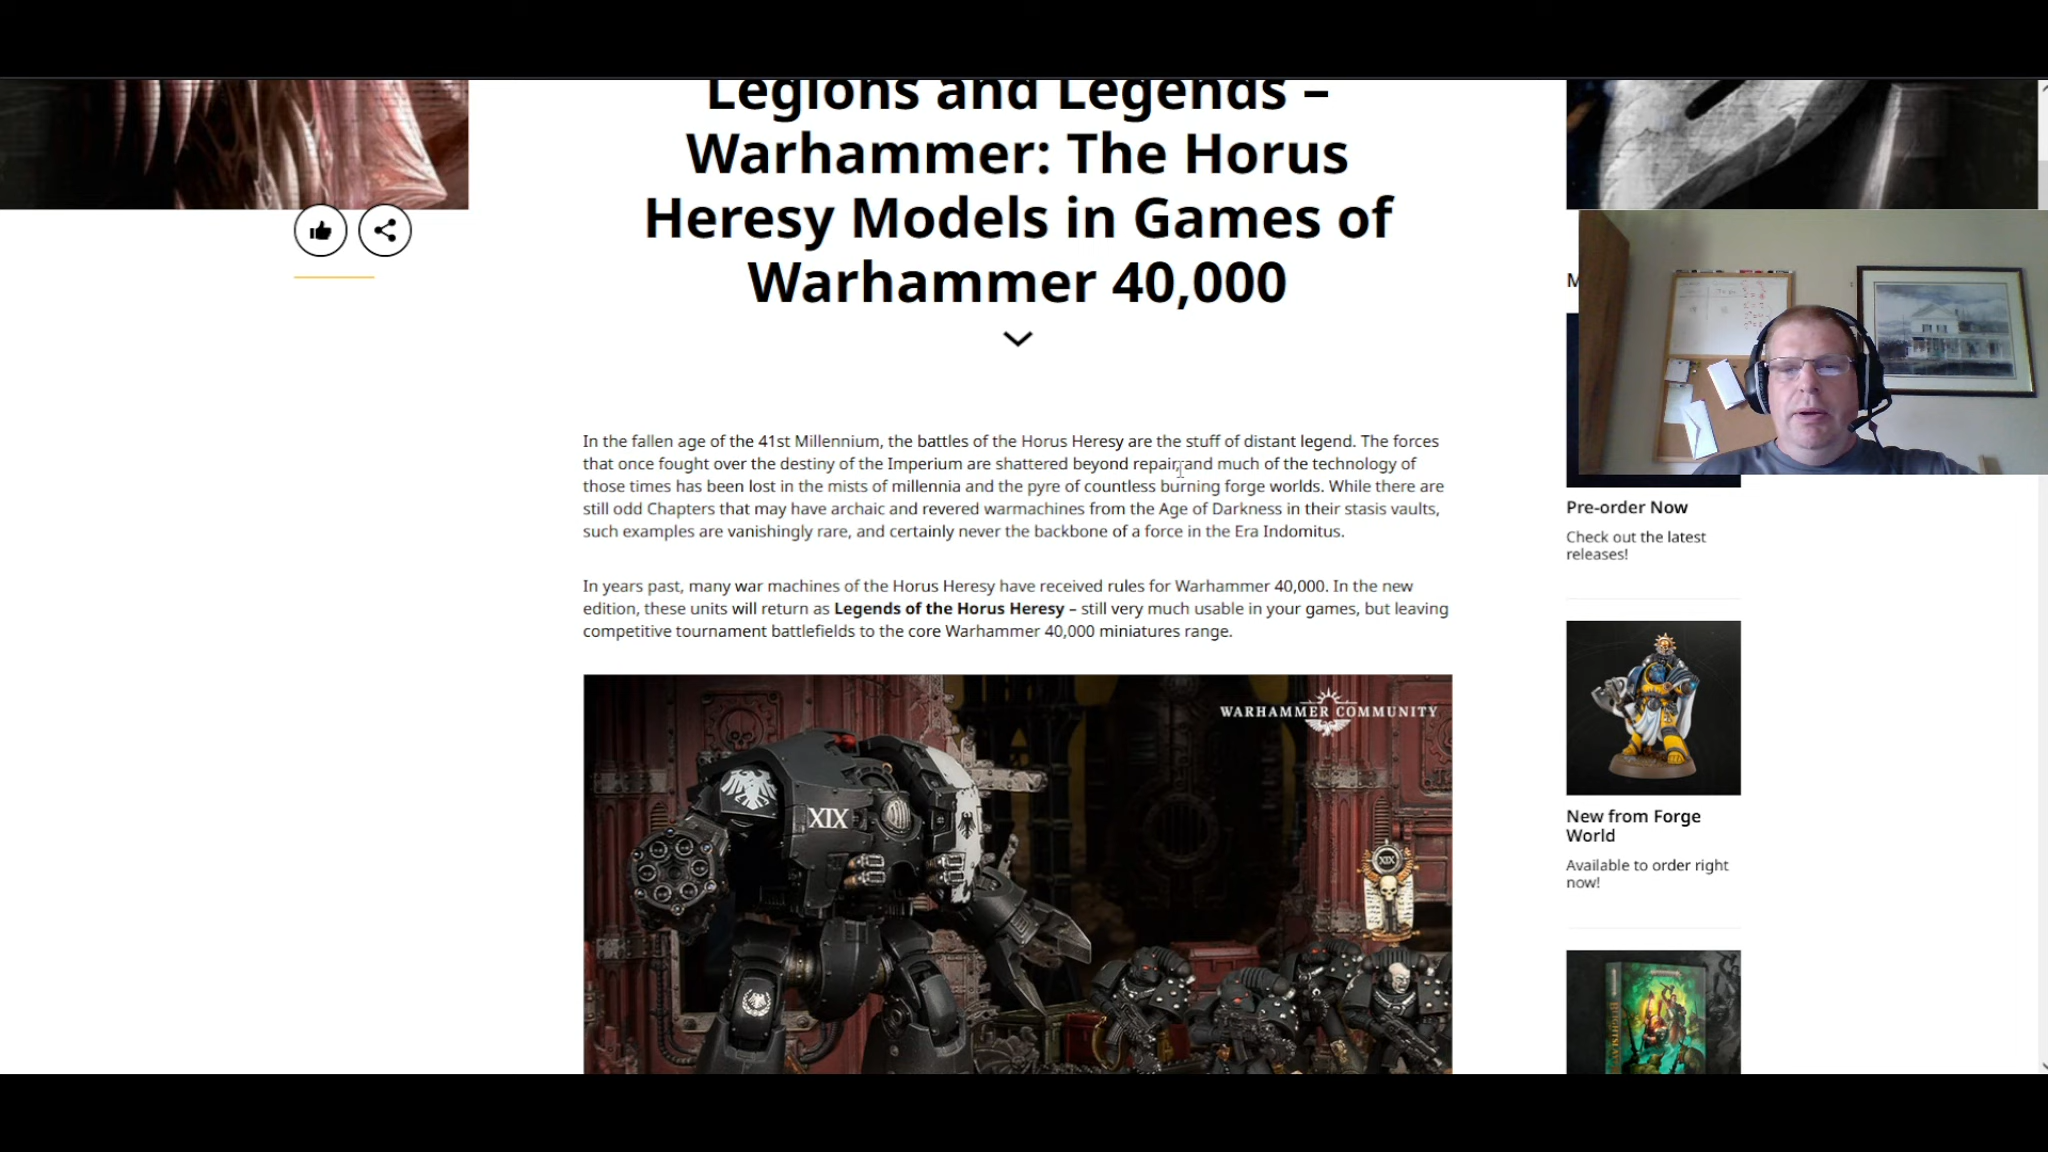 Legions and Legends –
Warhammer: The Horus
Heresy Models in Games of
Warhammer 40,000
In the fallen age of the 41st Millennium, the battles of the Horus Heresy are the stuff of distant legend. The forces
that once fought over the destiny of the Imperium are shattered beyond repair and much of the technology of
those times has been lost in the mists of millennia and the pyre of countless burning forge worlds. While there are
still odd Chapters that may have archaic and revered warmachines from the Age of Darkness in their stasis vaults,
such examples are vanishingly rare, and certainly never the backbone of a force in the Era Indomitus.
In years past, many war machines of the Horus Heresy have received rules for Warhammer 40,000. In the new
edition, these units will return as Legends of the Horus Heresy – still very much usable in your games, but leaving
competitive tournament battlefields to the core Warhammer 40,000 miniatures range.
WARHAMMER COMMUNITY
XIX
XIX
M
Pre-order Now
Check out the latest
releases!
New from Forge
World
Available to order right
now!